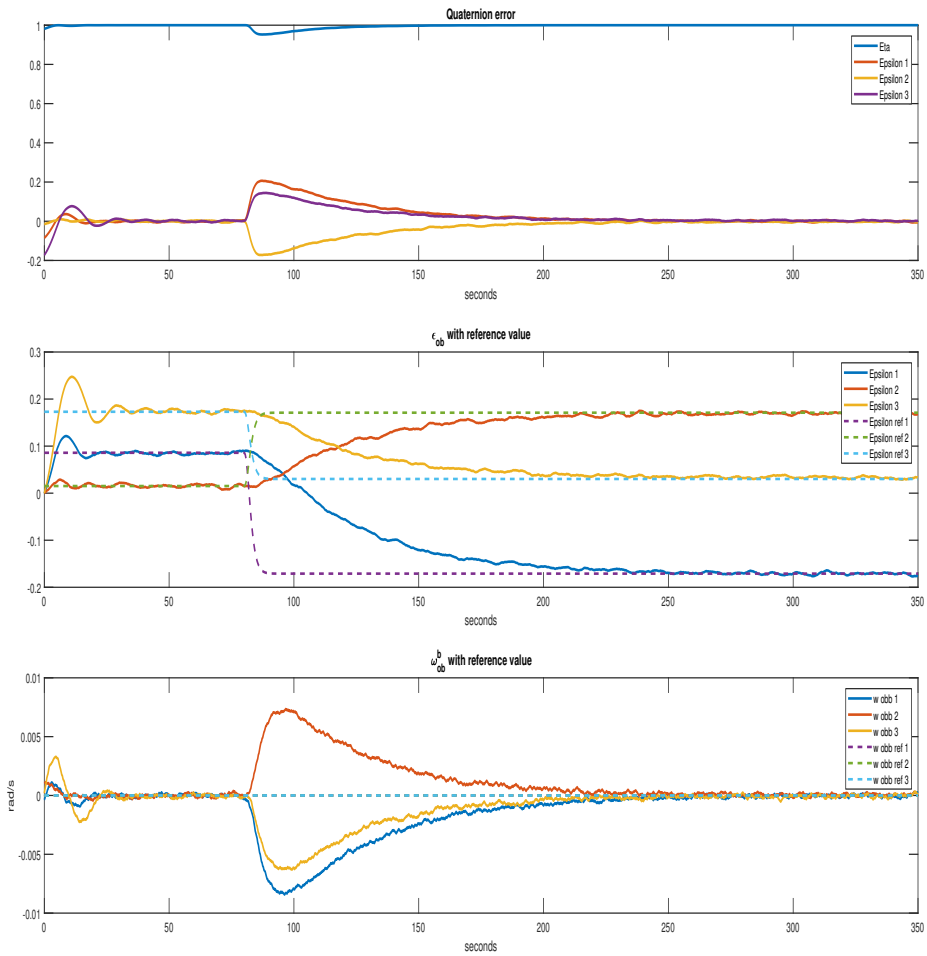 Quaternion error
1
0.8
0.6
0.4
0.2
0
-0.2
0 50 100 150 200 250 300 350
seconds
Eta
Epsilon 1
Epsilon 2
Epsilon 3
ϵ_ob with reference value
0.3
0.2
0.1
0
-0.1
-0.2
0 50 100 150 200 250 300 350
seconds
Epsilon 1
Epsilon 2
Epsilon 3
Epsilon ref 1
Epsilon ref 2
Epsilon ref 3
ω^b_ob with reference value
0.01
0.005
0
-0.005
-0.01
rad/s
0 50 100 150 200 250 300 350
seconds
w obb 1
w obb 2
w obb 3
w obb ref 1
w obb ref 2
w obb ref 3